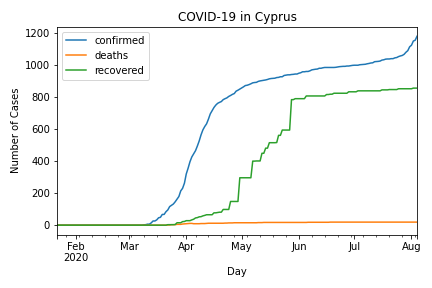 COVID-19 in Cyprus
confirmed
deaths
recovered
Number of Cases
1200
1000
800
600
400
200
0
Feb
2020
Mar
Apr
May
Jun
Jul
Aug
Day